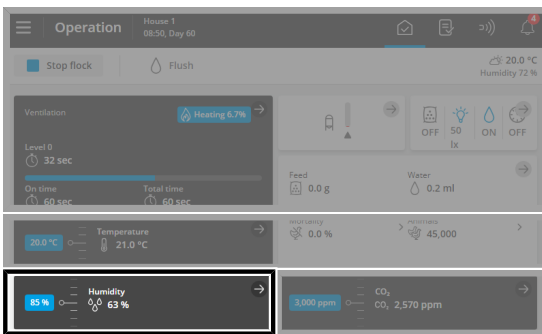 Operation
House 1
08:50, Day 60
4
Stop flock
Flush
20.0 °C
Humidity 72 %
Ventilation
Heating 6.7%
Level 0
32 sec
On time
Total time
60 sec
60 sec
OFF
50
lx
ON
OFF
Feed
0.0 g
Water
0.2 ml
20.0 °C
Temperature
21.0 °C
Mortality
0.0 %
Animals
45,000
85 %
Humidity
63 %
3,000 ppm
CO₂
CO₂ 2,570 ppm